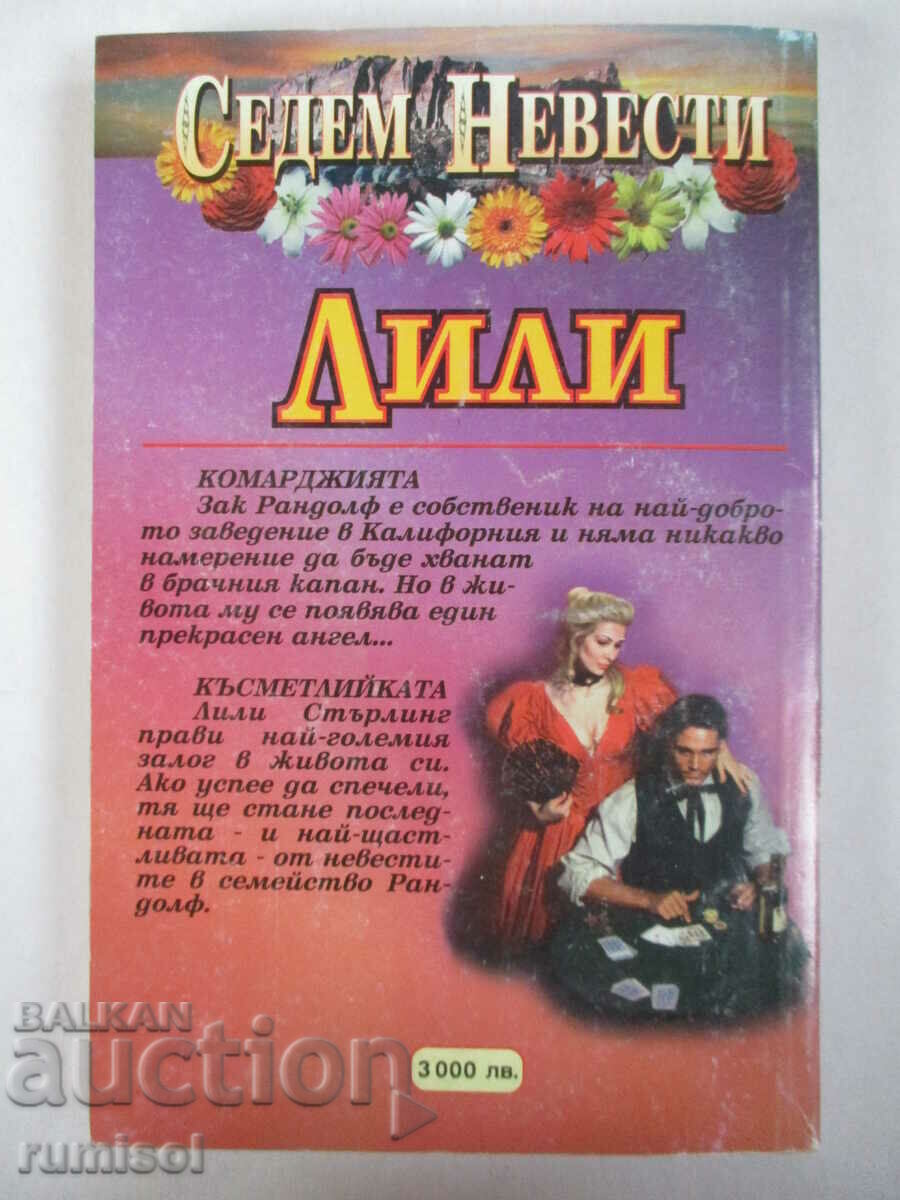 СЕДЕМ НЕВЕСТИ
ЛИЛИ
КОМАРДЖИЯТА
Зак Рандолф е собственик на най-добро-
то заведение в Калифорния и няма никакво
намерение да бъде хванат
в брачния капан. Но в жи-
вота му се появява един
прекрасен ангел...
КЪСМЕТЛИЙКАТА
Лили Стърлинг
прави най-големия
залог в живота си.
Ако успее да спечели,
тя ще стане послед-
ната - и най-щаст-
ливата - от невести-
те в семейство Ран-
долф.
3 000 лв.
BALKAN
auction
rumisol